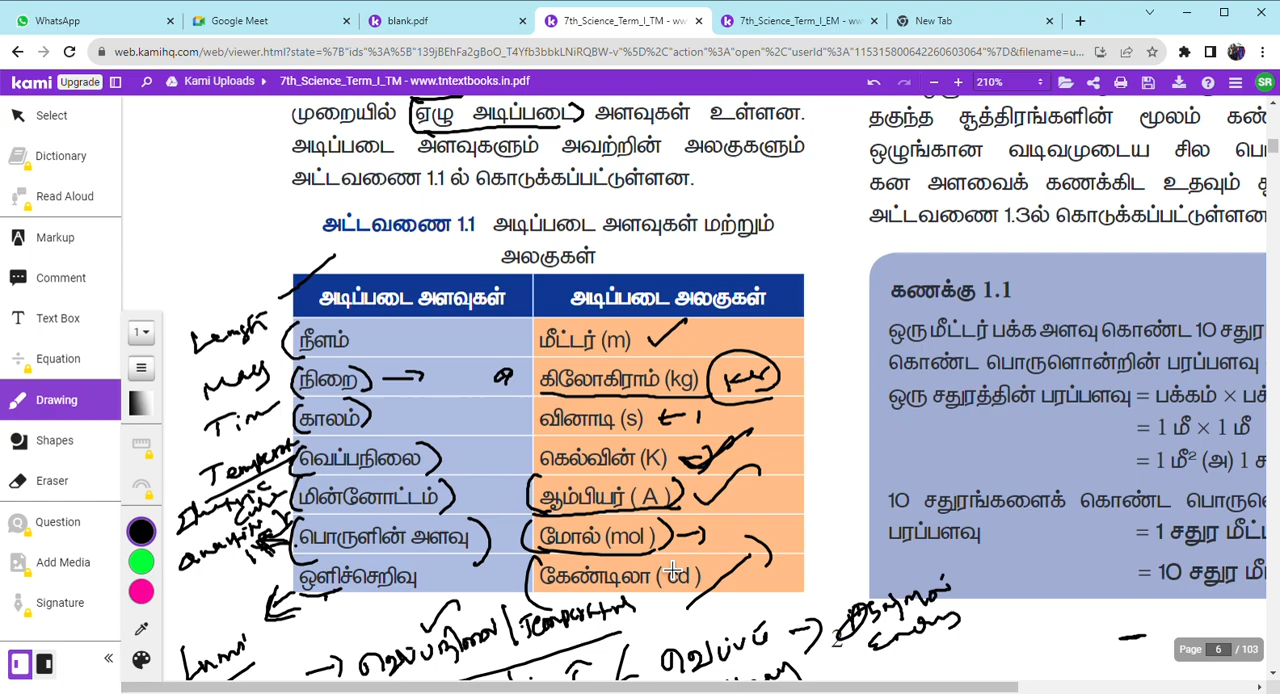 WhatsApp
Google Meet
blank.pdf
7th_Science_Term_I_TM - ww
7th_Science_Term_I_EM - ww
New Tab
web.kamihq.com/web/viewer.html?state=%7B"ids"%3A%5B"139jBEhFa2gBoO_T4Yfb3bbkLNiRQBW-v"%5D%2C"action"%3A"open"%2C"userId"%3A"115315800642260603064"%7D&filename=u...
kami Upgrade Kami Uploads 7th_Science_Term_I_TM - www.tntextbooks.in.pdf 210% SR
Select
Dictionary
Read Aloud
Markup
Comment
Text Box
Equation
Drawing
Shapes
Eraser
Question
Add Media
Signature
1
முறையில் ஏழு அடிப்படை அளவுகள் உள்ளன.
அடிப்படை அளவுகளும் அவற்றின் அலகுகளும்
அட்டவணை 1.1 ல் கொடுக்கப்பட்டுள்ளன.
அட்டவணை 1.1 அடிப்படை அளவுகள் மற்றும்
அலகுகள்
அடிப்படை அளவுகள் அடிப்படை அலகுகள்
Length நீளம் மீட்டர் (m)
Mass நிறை கிலோகிராம் (kg)
Time காலம் வினாடி (s)
வெப்பநிலை கெல்வின் (K)
மின்னோட்டம் ஆம்பியர் ( A )
பொருளின் அளவு மோல் (mol )
ஒளிச்செறிவு கேண்டிலா ( cd )
வெப்பநிலை / Temperature
வெப்பம்
தகுந்த சூத்திரங்களின் மூலம்
ஒழுங்கான வடிவமுடைய சில
கன அளவைக் கணக்கிட உதவும்
அட்டவணை 1.3ல் கொடுக்கப்பட்டுள்ளன
கணக்கு 1.1
ஒரு மீட்டர் பக்க அளவு கொண்ட 10 சதுர
கொண்ட பொருளொன்றின் பரப்பளவு
ஒரு சதுரத்தின் பரப்பளவு = பக்கம் ×
= 1 மீ × 1 மீ
= 1 மீ² (அ) 1 ச
10 சதுரங்களைக் கொண்ட
பரப்பளவு = 1 சதுர
= 10 சதுர
Page 6 / 103